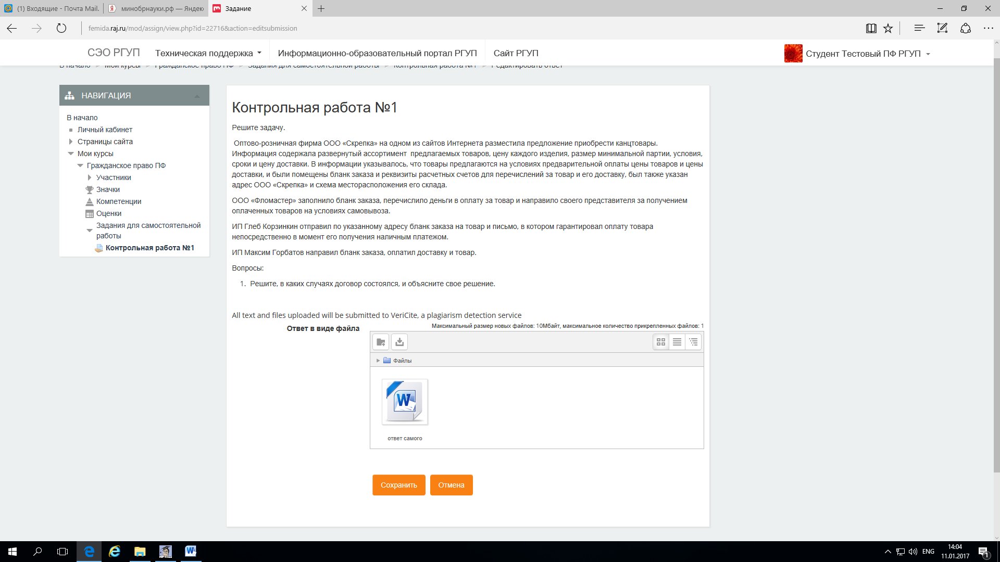 (1) Входящие - Почта Mail.
минобрнауки.рф — Яндек
Задание
femida.raj.ru/mod/assign/view.php?id=22716&action=editsubmission
СЭО РГУП
Техническая поддержка
Информационно-образовательный портал РГУП
Сайт РГУП
Студент Тестовый ПФ РГУП
В начало Мои курсы Гражданское право ПФ Задания для самостоятельной работы Контрольная работа №1 Редактировать ответ
НАВИГАЦИЯ
В начало
Личный кабинет
Страницы сайта
Мои курсы
Гражданское право ПФ
Участники
Значки
Компетенции
Оценки
Задания для самостоятельной
работы
Контрольная работа №1
Контрольная работа №1
Решите задачу.
Оптово-розничная фирма ООО «Скрепка» на одном из сайтов Интернета разместила предложение приобрести канцтовары.
Информация содержала развернутый ассортимент предлагаемых товаров, цену каждого изделия, размер минимальной партии, условия,
сроки и цену доставки. В информации указывалось, что товары предлагаются на условиях предварительной оплаты цены товаров и цены
доставки, и были помещены бланк заказа и реквизиты расчетных счетов для перечислений за товар и его доставку, был также указан
адрес ООО «Скрепка» и схема месторасположения его склада.
ООО «Фломастер» заполнило бланк заказа, перечислило деньги в оплату за товар и направило своего представителя за получением
оплаченных товаров на условиях самовывоза.
ИП Глеб Корзинкин отправил по указанному адресу бланк заказа на товар и письмо, в котором гарантировал оплату товара
непосредственно в момент его получения наличным платежом.
ИП Максим Горбатов направил бланк заказа, оплатил доставку и товар.
Вопросы:
1. Решите, в каких случаях договор состоялся, и объясните свое решение.
All text and files uploaded will be submitted to VeriCite, a plagiarism detection service
Ответ в виде файла
Максимальный размер новых файлов: 10Мбайт, максимальное количество прикрепленных файлов: 1
Файлы
W
ответ самого
Сохранить
Отмена
ENG
14:04
11.01.2017
1